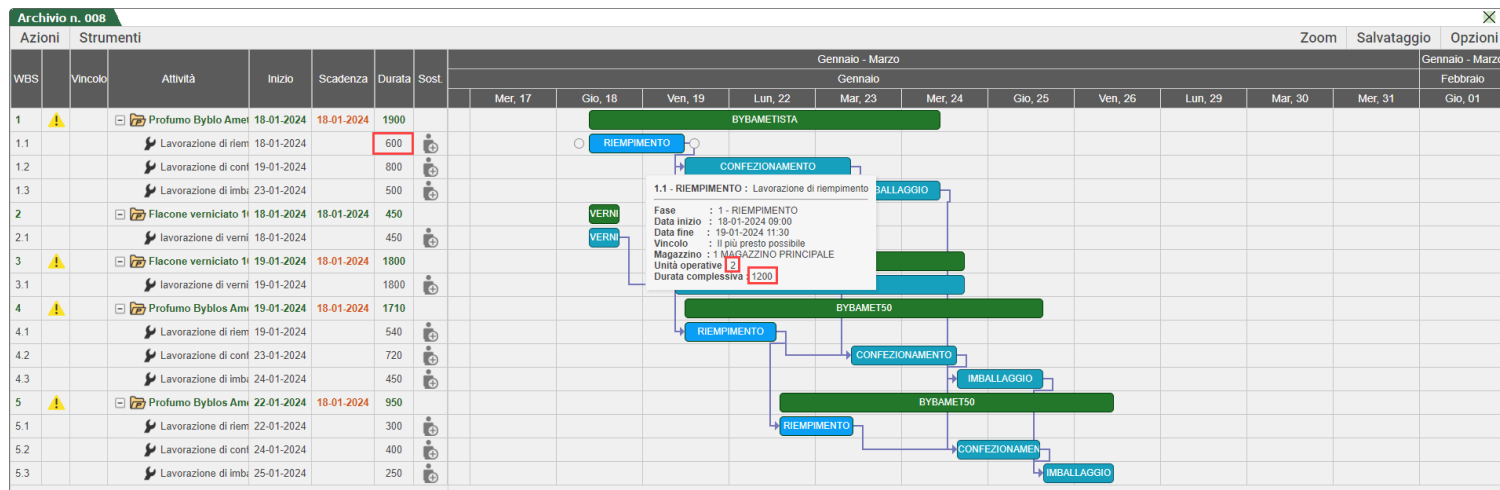 Archivio n. 008
Azioni Strumenti Zoom Salvataggio Opzioni
Gennaio - Marzo Gennaio - Marzo
WBS Vincolo Attività Inizio Scadenza Durata Sost. Gennaio Febbraio
Mer, 17 Gio, 18 Ven, 19 Lun, 22 Mar, 23 Mer, 24 Gio, 25 Ven, 26 Lun, 29 Mar, 30 Mer, 31 Gio, 01
1 Profumo Byblo Amet 18-01-2024 18-01-2024 1900 BYBAMETISTA
1.1 Lavorazione di riem 18-01-2024 600 RIEMPIMENTO
1.2 Lavorazione di conf 19-01-2024 800 CONFEZIONAMENTO
1.3 Lavorazione di imba 23-01-2024 500 BALLAGGIO
2 Flacone verniciato 1 18-01-2024 18-01-2024 450 VERNI
2.1 lavorazione di verni 18-01-2024 450 VERNI
3 Flacone verniciato 1 19-01-2024 18-01-2024 1800
3.1 lavorazione di verni 19-01-2024 1800
4 Profumo Byblos Ame 19-01-2024 18-01-2024 1710 BYBAMET50
4.1 Lavorazione di riem 19-01-2024 540 RIEMPIMENTO
4.2 Lavorazione di conf 23-01-2024 720 CONFEZIONAMENTO
4.3 Lavorazione di imba 24-01-2024 450 IMBALLAGGIO
5 Profumo Byblos Ame 22-01-2024 18-01-2024 950 BYBAMET50
5.1 Lavorazione di riem 22-01-2024 300 RIEMPIMENTO
5.2 Lavorazione di conf 24-01-2024 400 CONFEZIONAMEN
5.3 Lavorazione di imba 25-01-2024 250 IMBALLAGGIO
1.1 - RIEMPIMENTO : Lavorazione di riempimento
Fase : 1 - RIEMPIMENTO
Data inizio : 18-01-2024 09:00
Data fine : 19-01-2024 11:30
Vincolo : Il più presto possibile
Magazzino : 1 MAGAZZINO PRINCIPALE
Unità operative : 2
Durata complessiva : 1200